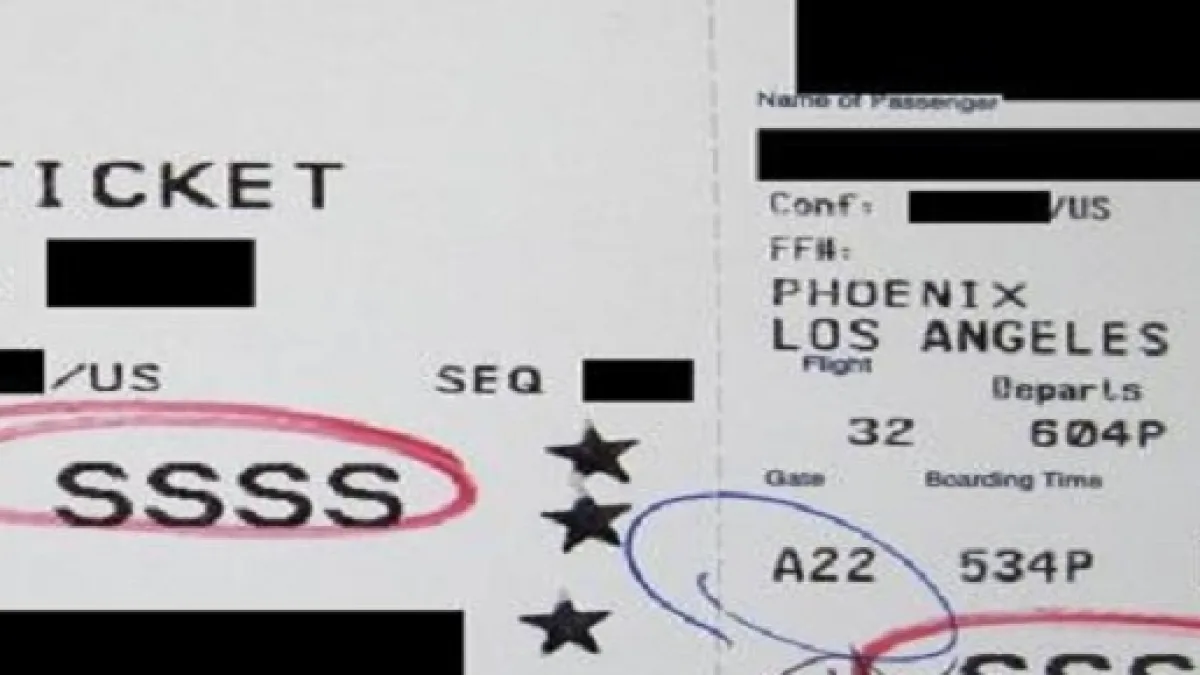 TICKET
/US
SEQ
SSSS
Name of Passenger
Conf: /US
FF#:
PHOENIX
LOS ANGELES
Flight
Departs
32 604P
Gate Boarding Time
A22 534P
SSS